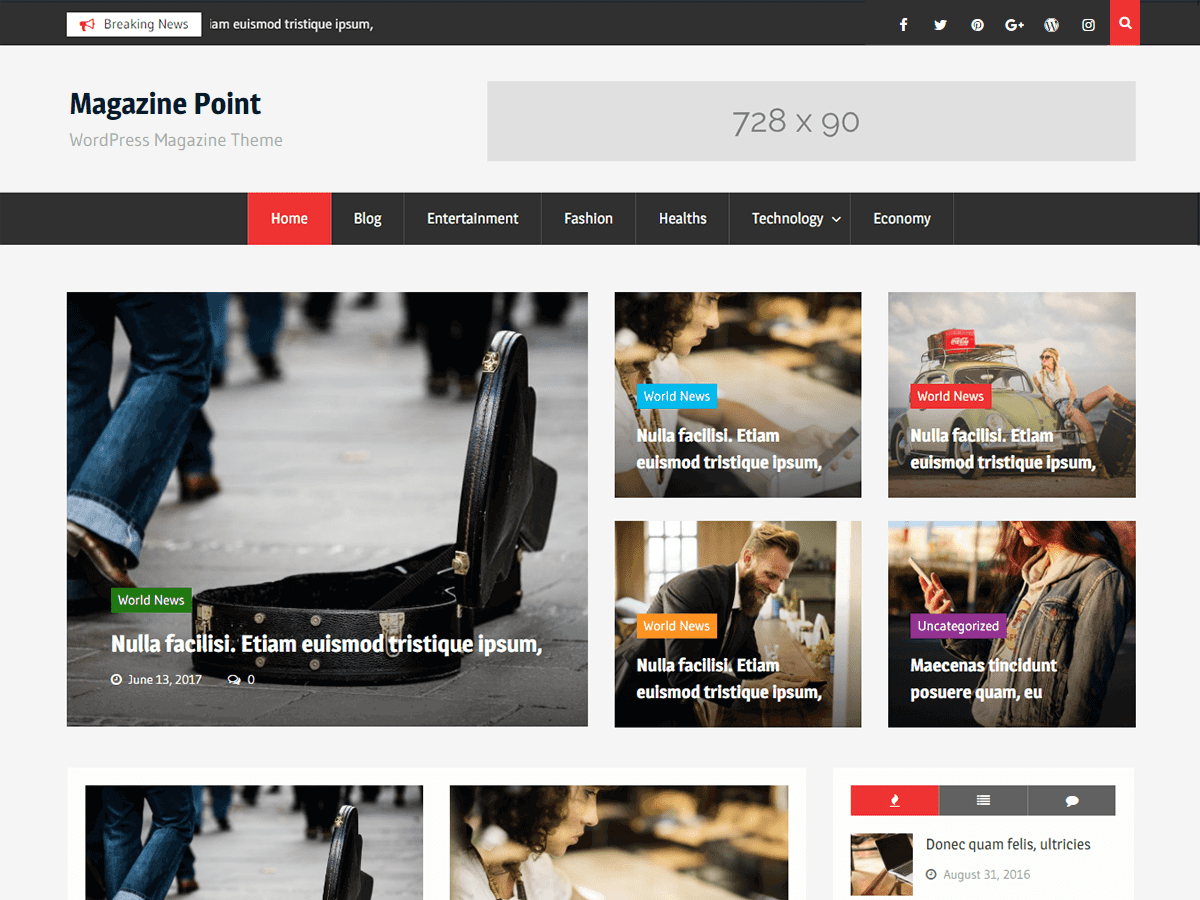 Breaking News
iam euismod tristique ipsum,
Magazine Point
WordPress Magazine Theme
728 x 90
Home
Blog
Entertainment
Fashion
Healths
Technology
Economy
World News
Nulla facilisi. Etiam euismod tristique ipsum,
June 13, 2017
0
World News
Nulla facilisi. Etiam
euismod tristique ipsum,
Coca-Cola
World News
Nulla facilisi. Etiam
euismod tristique ipsum,
World News
Nulla facilisi. Etiam
euismod tristique ipsum,
Uncategorized
Maecenas tincidunt
posuere quam, eu
Donec quam felis, ultricies
August 31, 2016